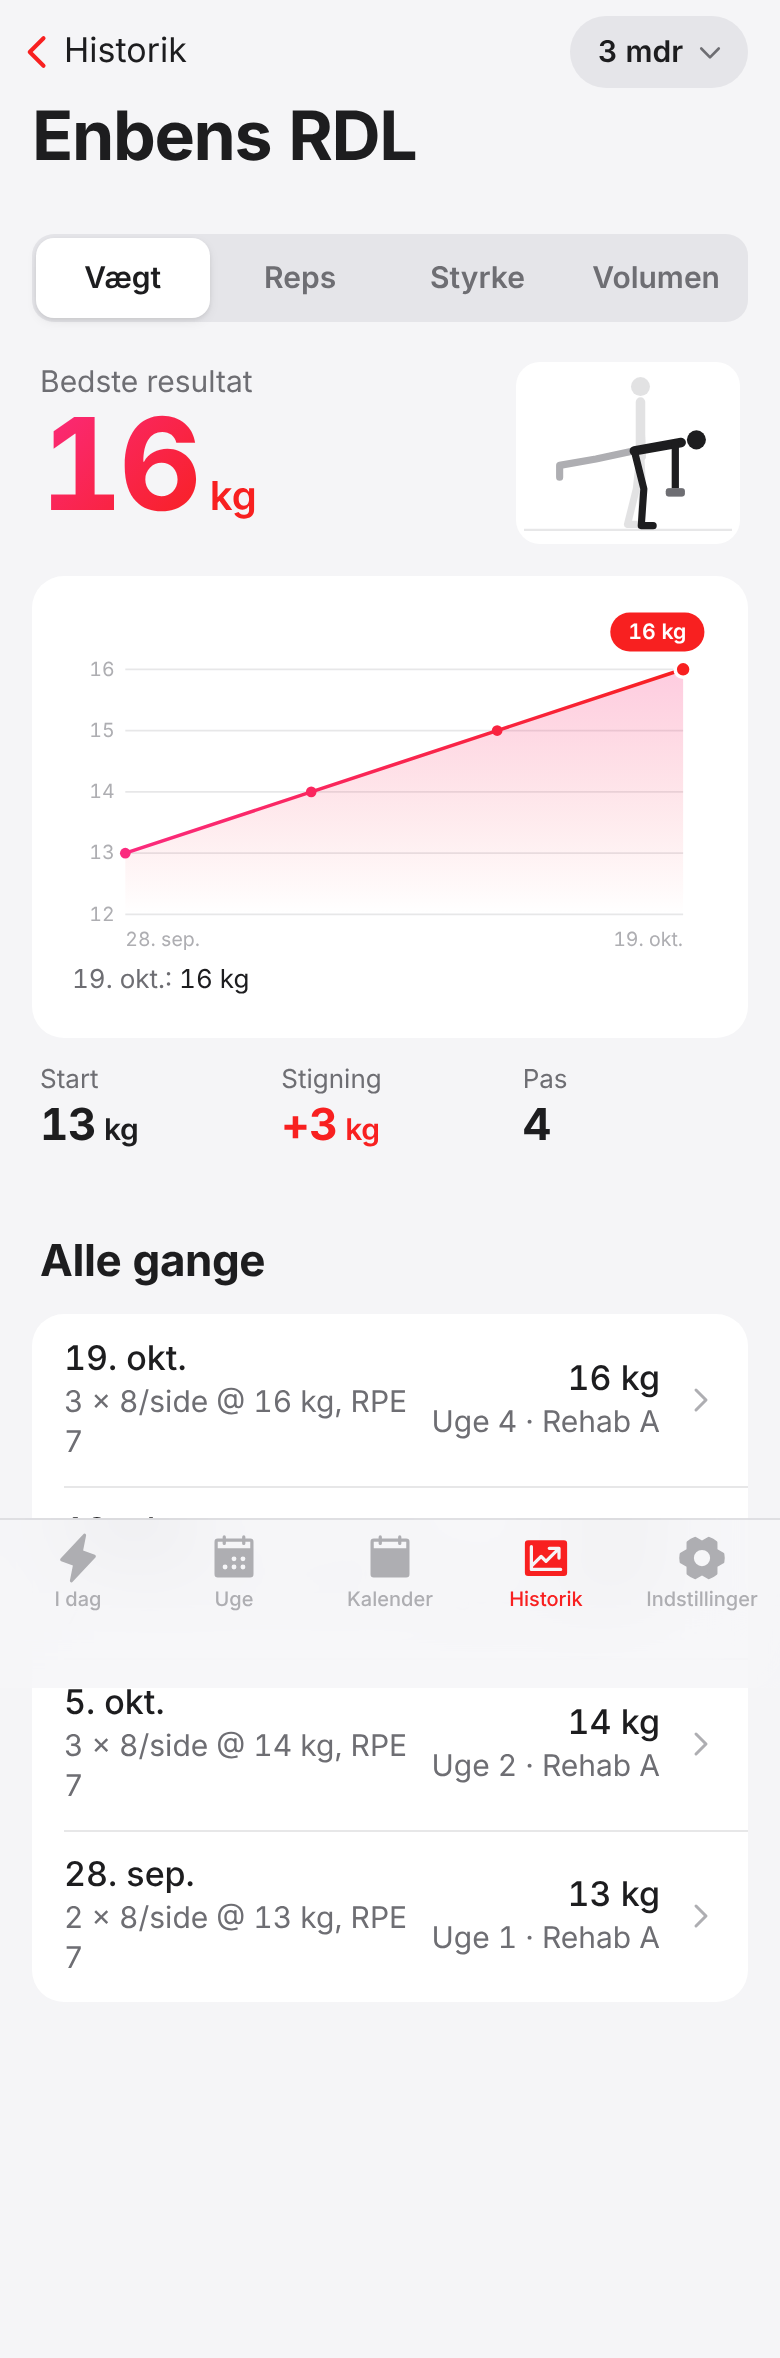 Historik
3 mdr
Enbens RDL
Vægt
Reps
Styrke
Volumen
Bedste resultat
16 kg
16 kg
16
15
14
13
12
28. sep.
19. okt.
19. okt.: 16 kg
Start
Stigning
Pas
13 kg
+3 kg
4
Alle gange
19. okt.
3 × 8/side @ 16 kg, RPE
7
16 kg
Uge 4 · Rehab A
I dag
Uge
Kalender
Historik
Indstillinger
5. okt.
3 × 8/side @ 14 kg, RPE
7
14 kg
Uge 2 · Rehab A
28. sep.
2 × 8/side @ 13 kg, RPE
7
13 kg
Uge 1 · Rehab A